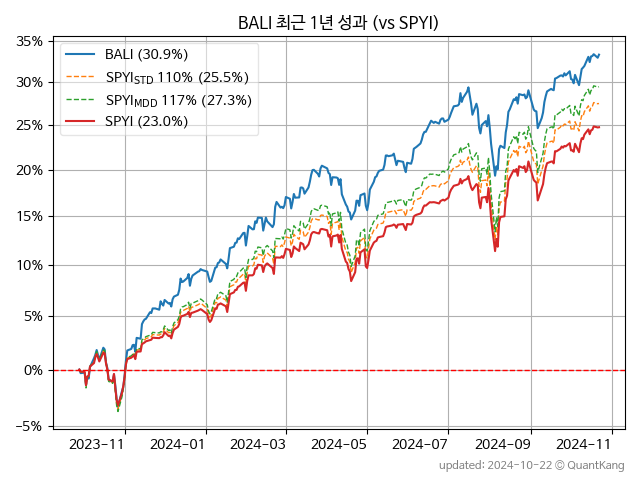 BALI 최근 1년 성과 (vs SPYI)
BALI (30.9%)
SPYI_STD 110% (25.5%)
SPYI_MDD 117% (27.3%)
SPYI (23.0%)
35%
30%
25%
20%
15%
10%
5%
0%
−5%
2023-11 2024-01 2024-03 2024-05 2024-07 2024-09 2024-11
updated: 2024-10-22 © QuantKang